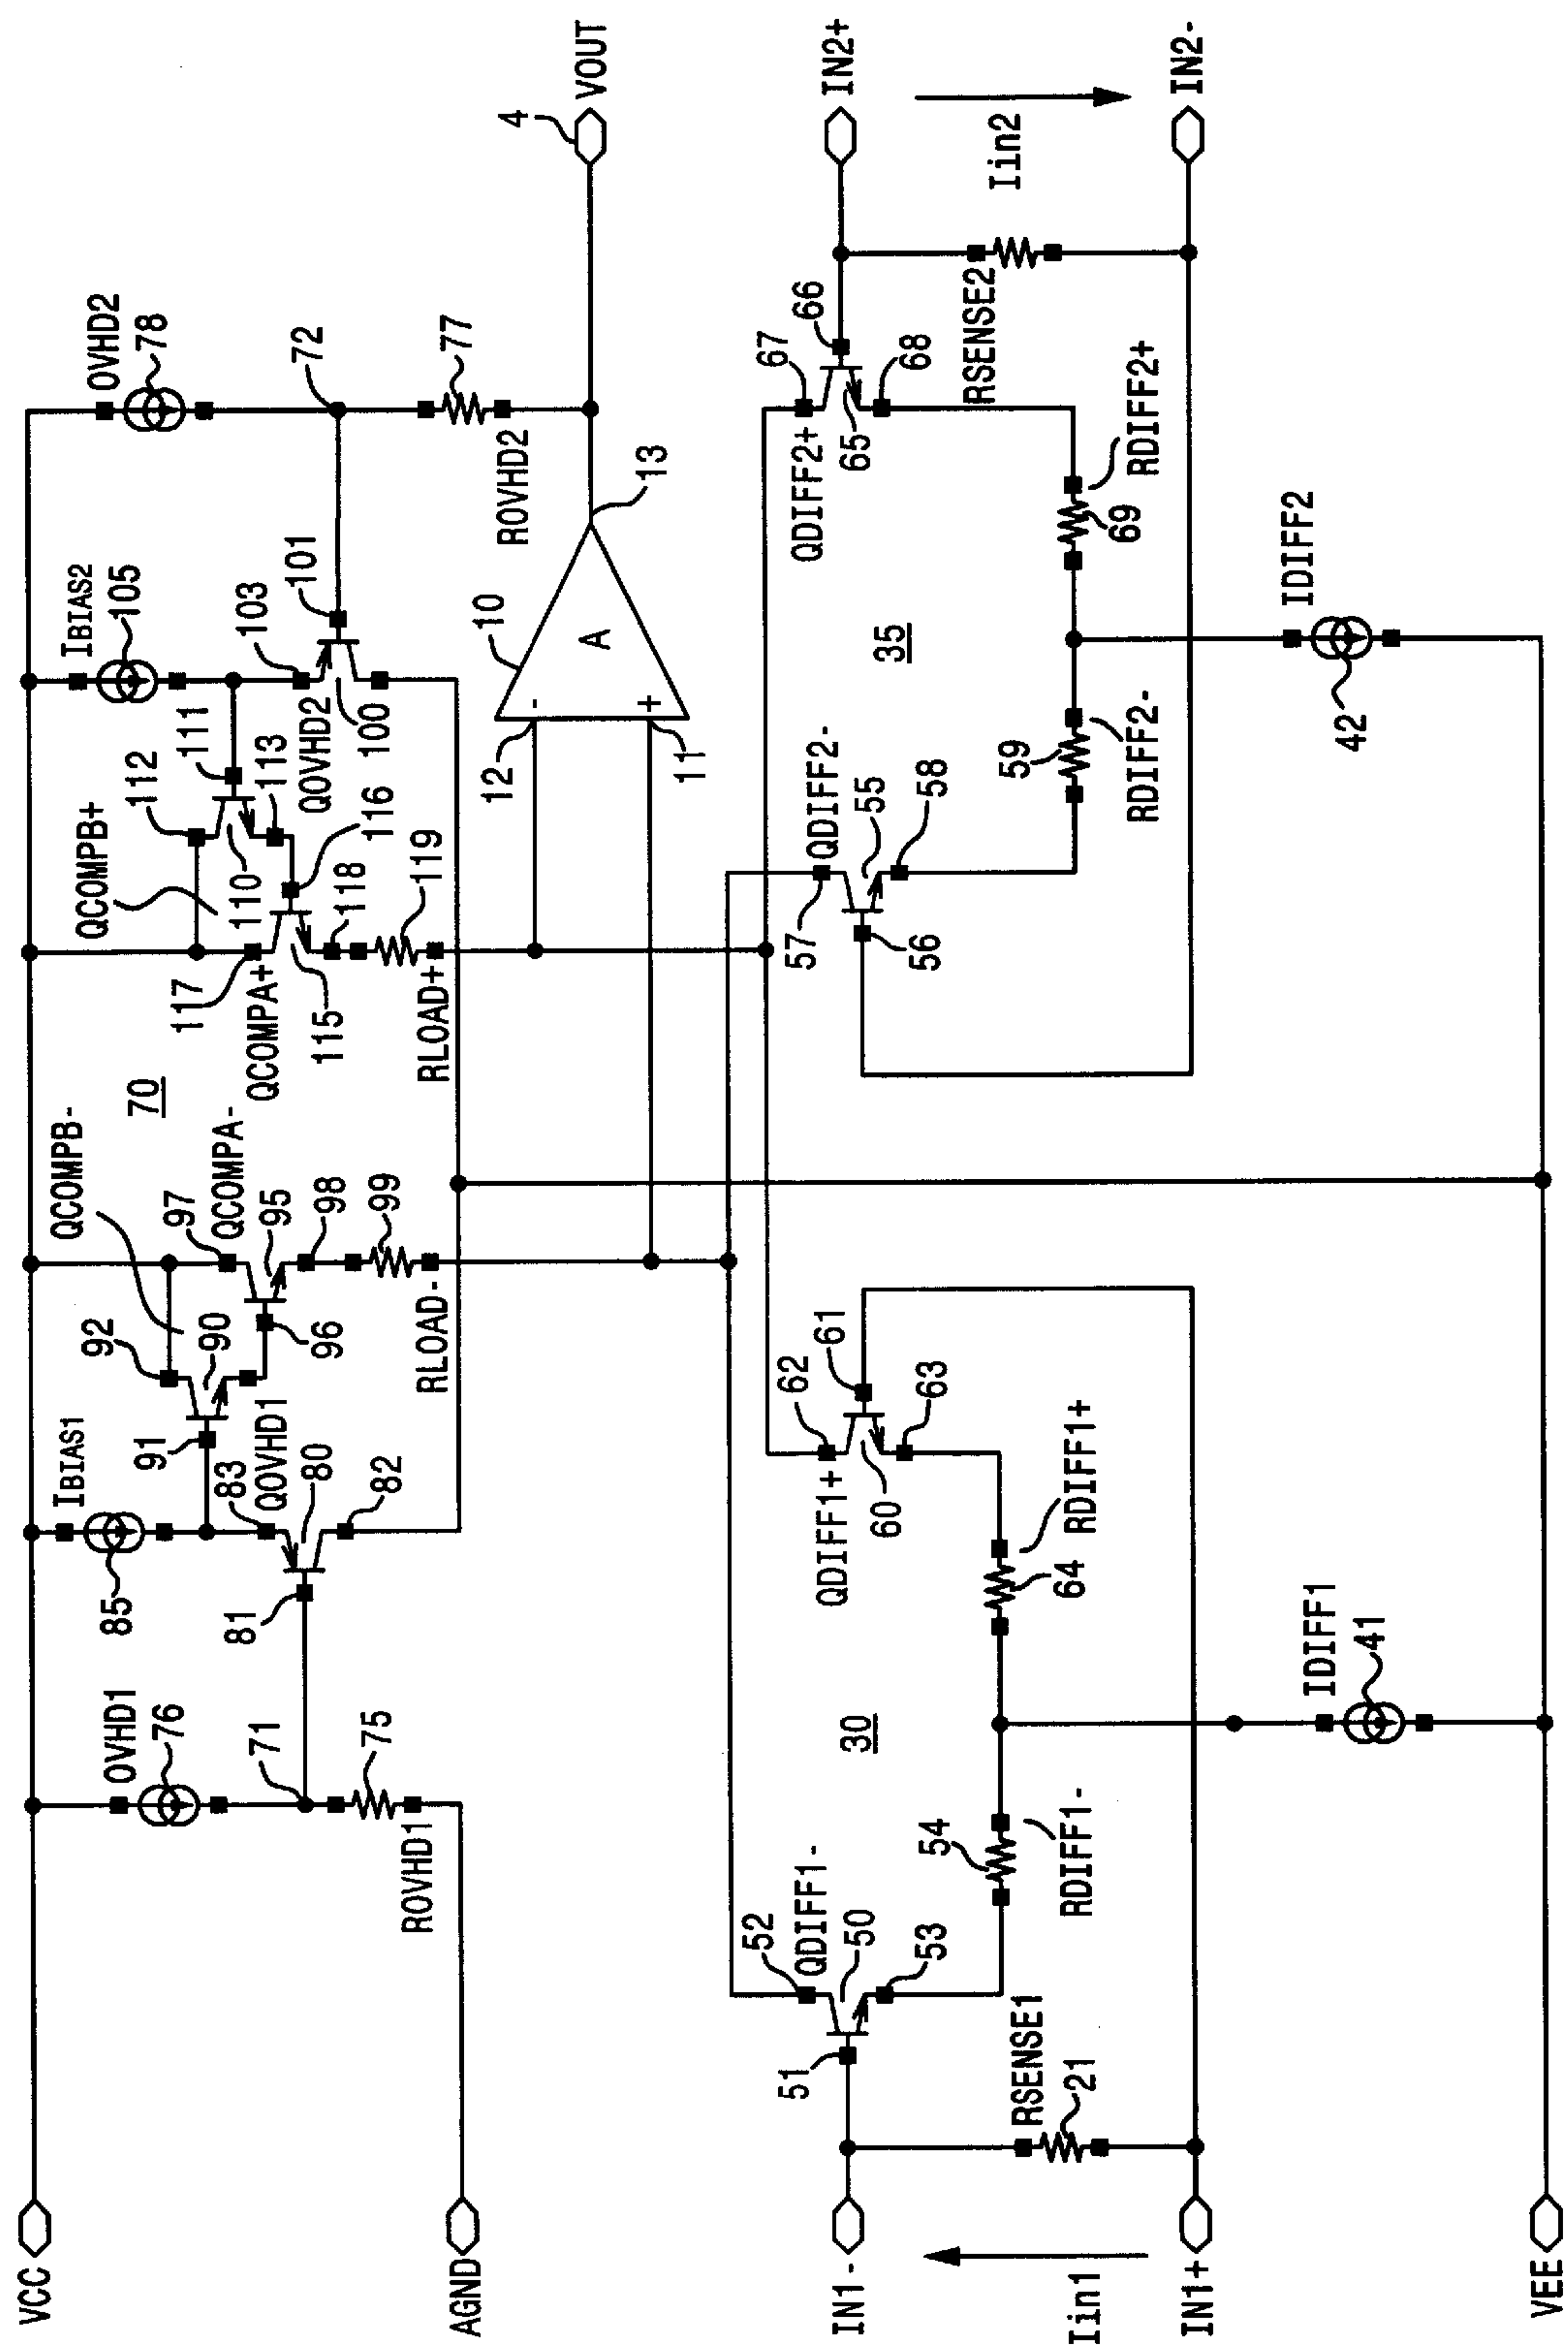 VCC
AGND
IN1-
Iin1
IN1+
VEE
OVHD1
76
71
75
ROVHD1
IBIAS1
85
81
83
QOVHD1
80
82
91
92
90
QCOMPB-
96
97
QCOMPA-
95
98
99
RLOAD-
70
QCOMPB+
117
QCOMPA+
115
118
119
RLOAD+
112
110
113
116
111
IBIAS2
105
103
QOVHD2
100
101
OVHD2
78
72
77
ROVHD2
4
VOUT
10
A
-
+
12
11
13
52
QDIFF1-
50
51
53
RSENSE1
21
54
RDIFF1-
30
62
61
QDIFF1+
60
63
RDIFF1+
64
IDIFF1
41
57
QDIFF2-
55
56
58
59
RDIFF2-
35
67
66
QDIFF2+
65
68
RSENSE2
RDIFF2+
69
IDIFF2
42
IN2+
Iin2
IN2-